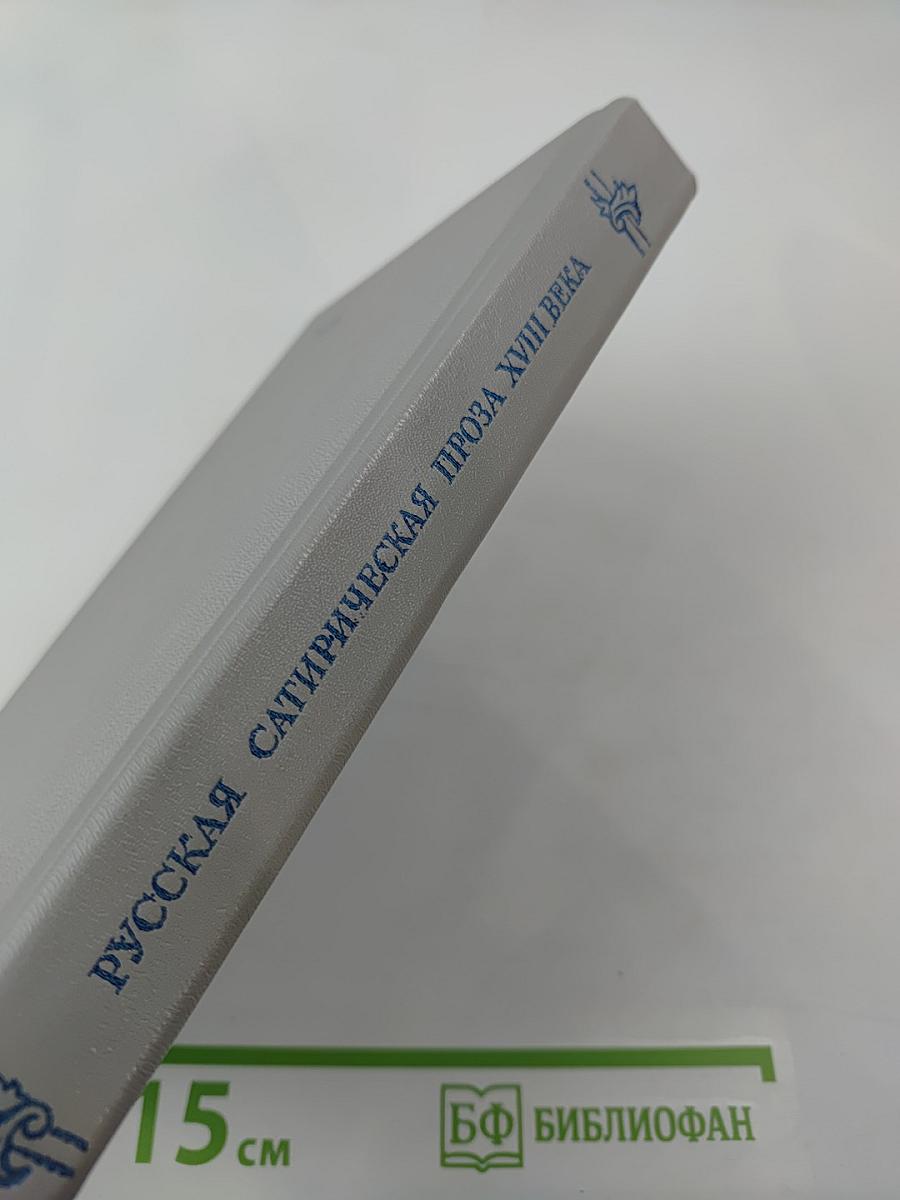 РУССКАЯ САТИРИЧЕСКАЯ ПРОЗА XVIII ВЕКА
15 см
БФ БИБЛИОФАН